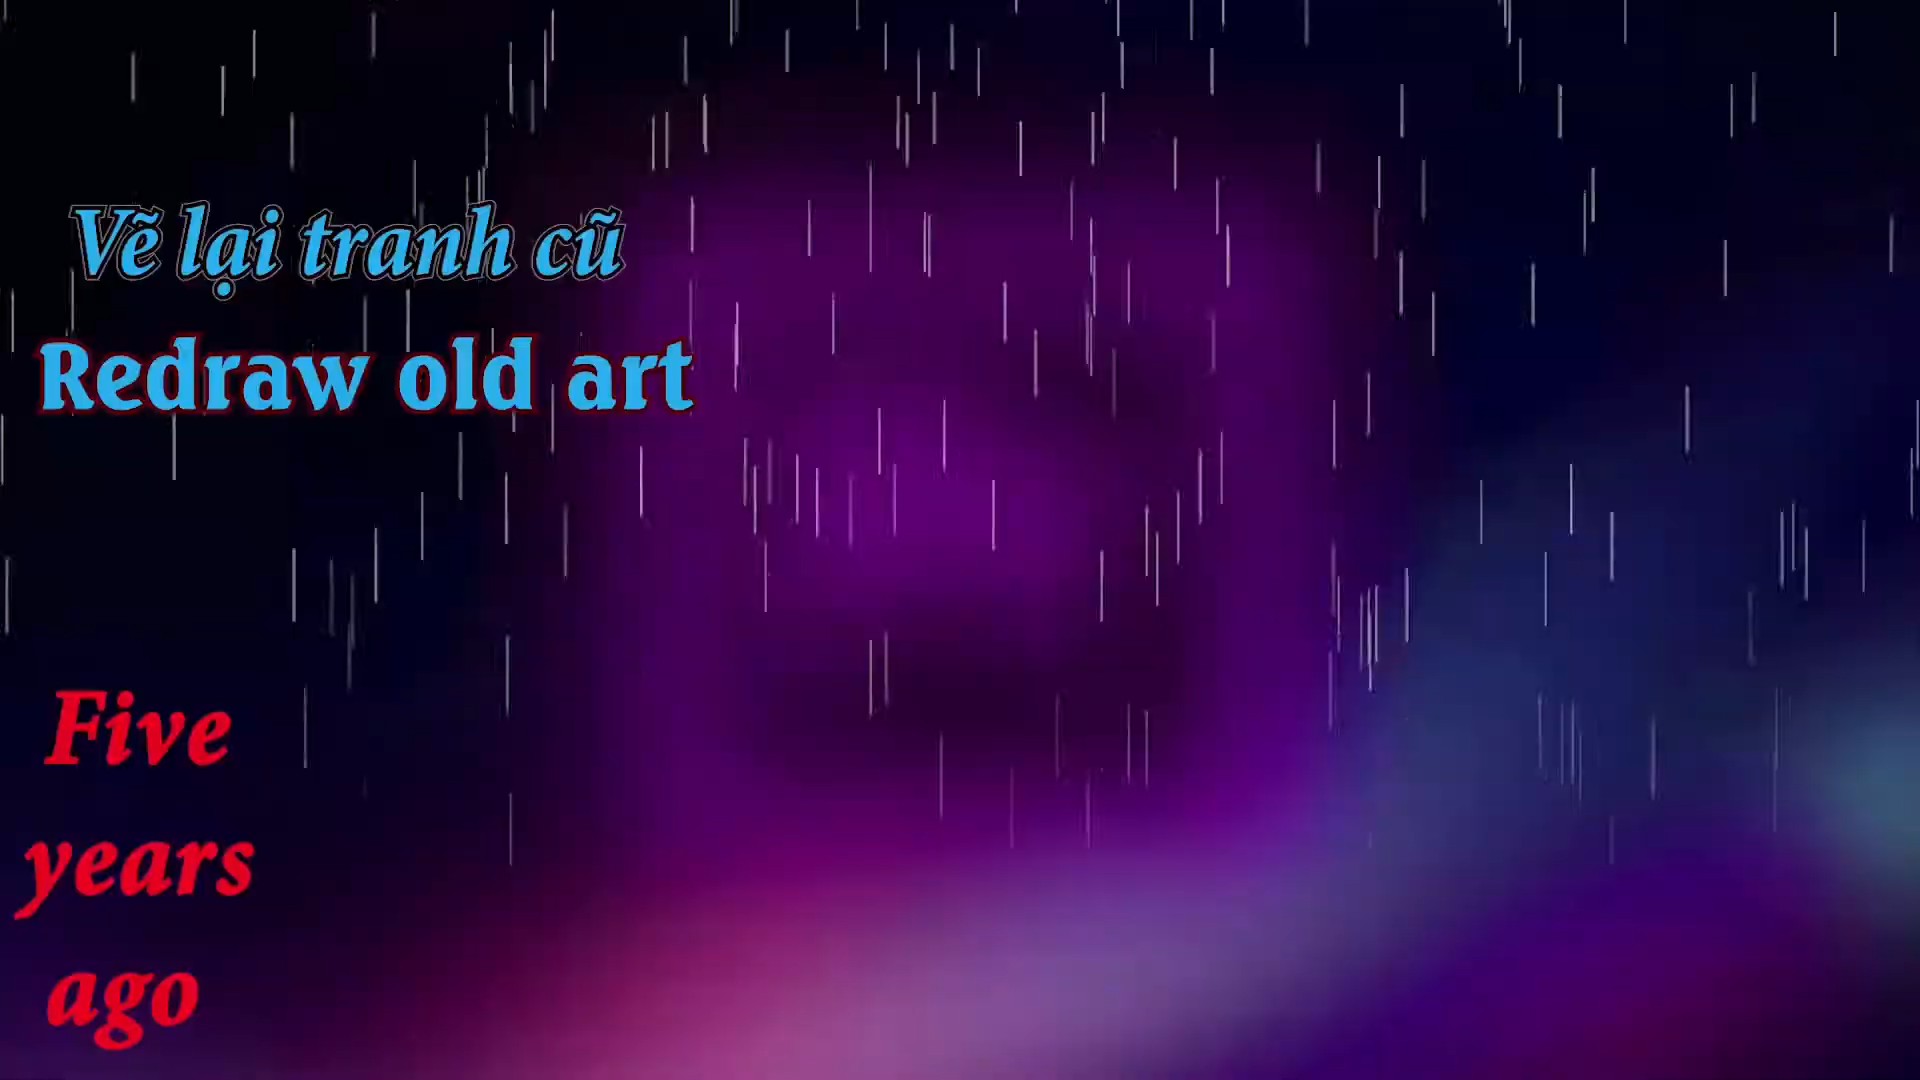 Vẽ lại tranh cũ
Redraw old art
Five
years
ago